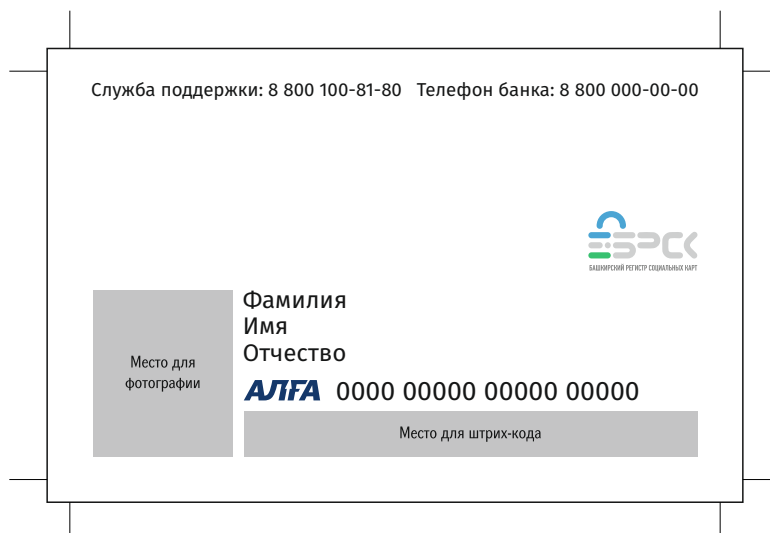 Служба поддержки: 8 800 100-81-80 Телефон банка: 8 800 000-00-00
БРСК
БАШКИРСКИЙ РЕГИСТР СОЦИАЛЬНЫХ КАРТ
Фамилия
Имя
Отчество
Место для
фотографии
АЛҒА 0000 00000 00000 00000
Место для штрих-кода